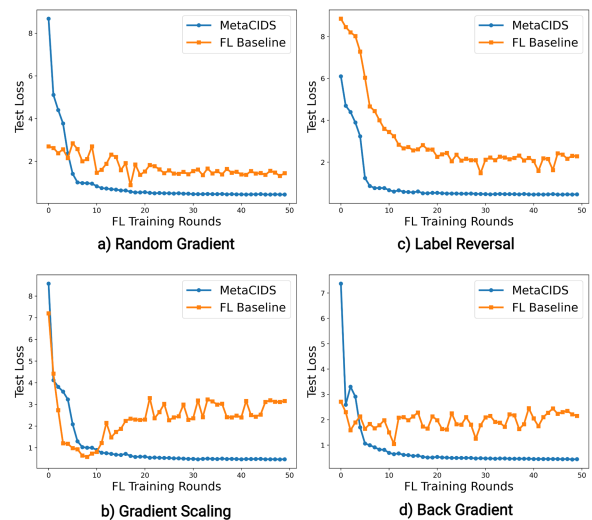 MetaCIDS
FL Baseline
Test Loss
8
6
4
2
0
10
20
30
40
50
FL Training Rounds
a) Random Gradient
MetaCIDS
FL Baseline
Test Loss
8
6
4
2
0
10
20
30
40
50
FL Training Rounds
c) Label Reversal
MetaCIDS
FL Baseline
Test Loss
8
7
6
5
4
3
2
1
0
10
20
30
40
50
FL Training Rounds
b) Gradient Scaling
MetaCIDS
FL Baseline
Test Loss
7
6
5
4
3
2
1
0
10
20
30
40
50
FL Training Rounds
d) Back Gradient